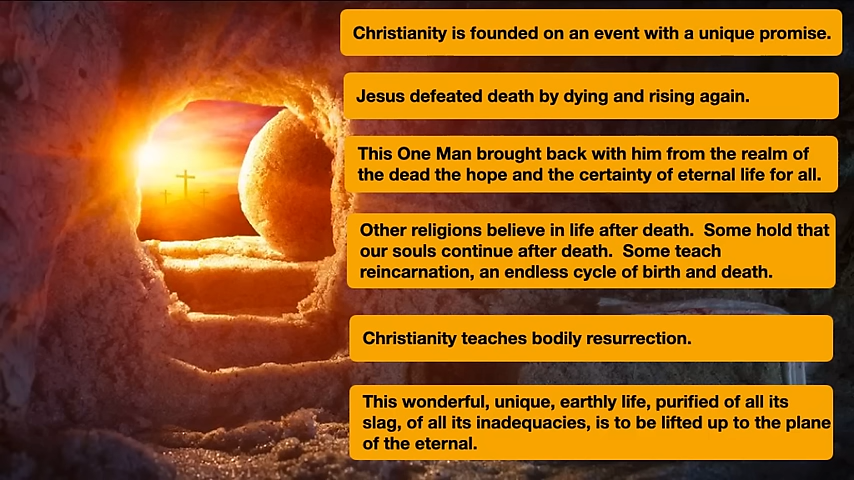 Christianity is founded on an event with a unique promise.
Jesus defeated death by dying and rising again.
This One Man brought back with him from the realm of
the dead the hope and the certainty of eternal life for all.
Other religions believe in life after death.  Some hold that
our souls continue after death.  Some teach
reincarnation, an endless cycle of birth and death.
Christianity teaches bodily resurrection.
This wonderful, unique, earthly life, purified of all its
slag, of all its inadequacies, is to be lifted up to the plane
of the eternal.